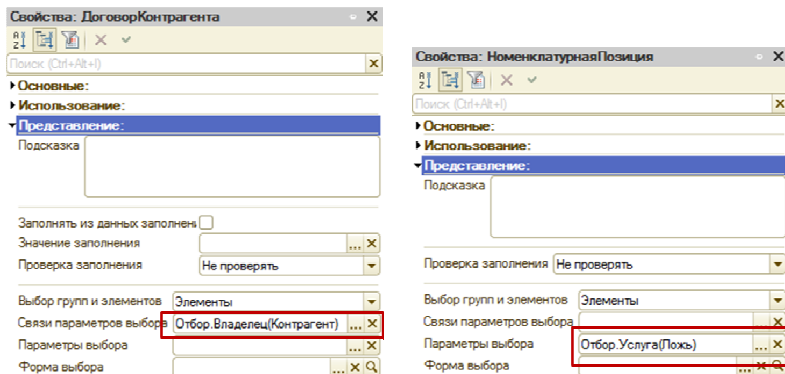 Свойства: ДоговорКонтрагента
Поиск (Ctrl+Alt+I)
Основные:
Использование:
Представление:
Подсказка
Заполнять из данных заполнени
Значение заполнения
Проверка заполнения Не проверять
Выбор групп и элементов Элементы
Связи параметров выбора Отбор.Владелец(Контрагент)
Параметры выбора
Форма выбора
Свойства: НоменклатурнаяПозиция
Поиск (Ctrl+Alt+I)
Основные:
Использование:
Представление:
Подсказка
Проверка заполнения Не проверять
Выбор групп и элементов Элементы
Связи параметров выбора
Параметры выбора Отбор.Услуга(Ложь)
Форма выбора